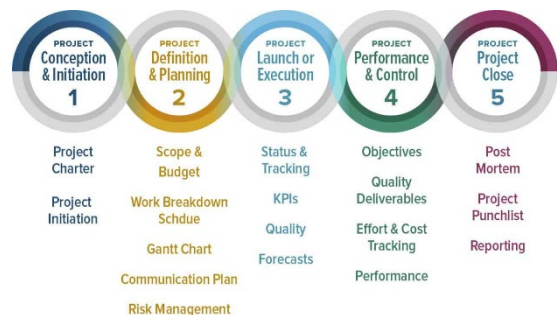 PROJECT
Conception
& Initiation
1
PROJECT
Definition
& Planning
2
PROJECT
Launch or
Execution
3
PROJECT
Performance
& Control
4
PROJECT
Project
Close
5
Project
Charter
Project
Initiation
Scope &
Budget
Work Breakdown
Schdue
Gantt Chart
Communication Plan
Risk Management
Status &
Tracking
KPIs
Quality
Forecasts
Objectives
Quality
Deliverables
Effort & Cost
Tracking
Performance
Post
Mortem
Project
Punchlist
Reporting